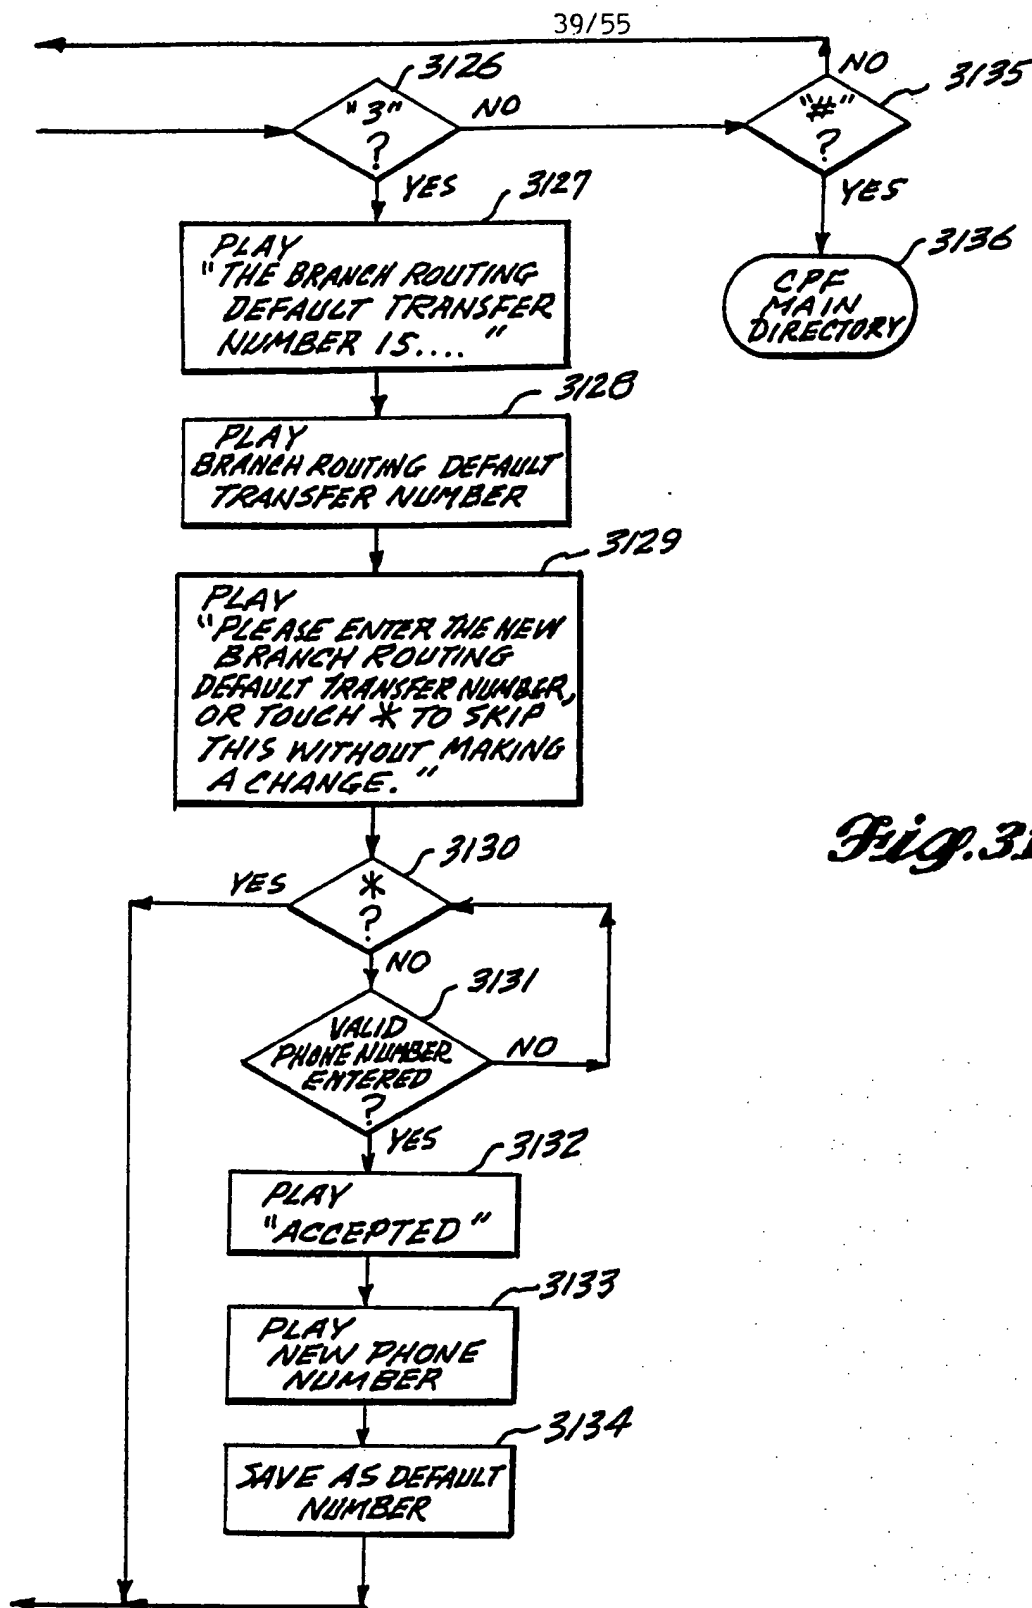 39/55
3126
"3"
?
NO
YES
NO
3135
"#"
?
YES
3136
CPF
MAIN
DIRECTORY
3127
PLAY
"THE BRANCH ROUTING
DEFAULT TRANSFER
NUMBER IS...."
3128
PLAY
BRANCH ROUTING DEFAULT
TRANSFER NUMBER
3129
PLAY
"PLEASE ENTER THE NEW
BRANCH ROUTING
DEFAULT TRANSFER NUMBER,
OR TOUCH * TO SKIP
THIS WITHOUT MAKING
A CHANGE."
Fig.31
3130
YES
*
?
NO
3131
VALID
PHONE NUMBER
ENTERED
?
NO
YES
3132
PLAY
"ACCEPTED"
3133
PLAY
NEW PHONE
NUMBER
3134
SAVE AS DEFAULT
NUMBER